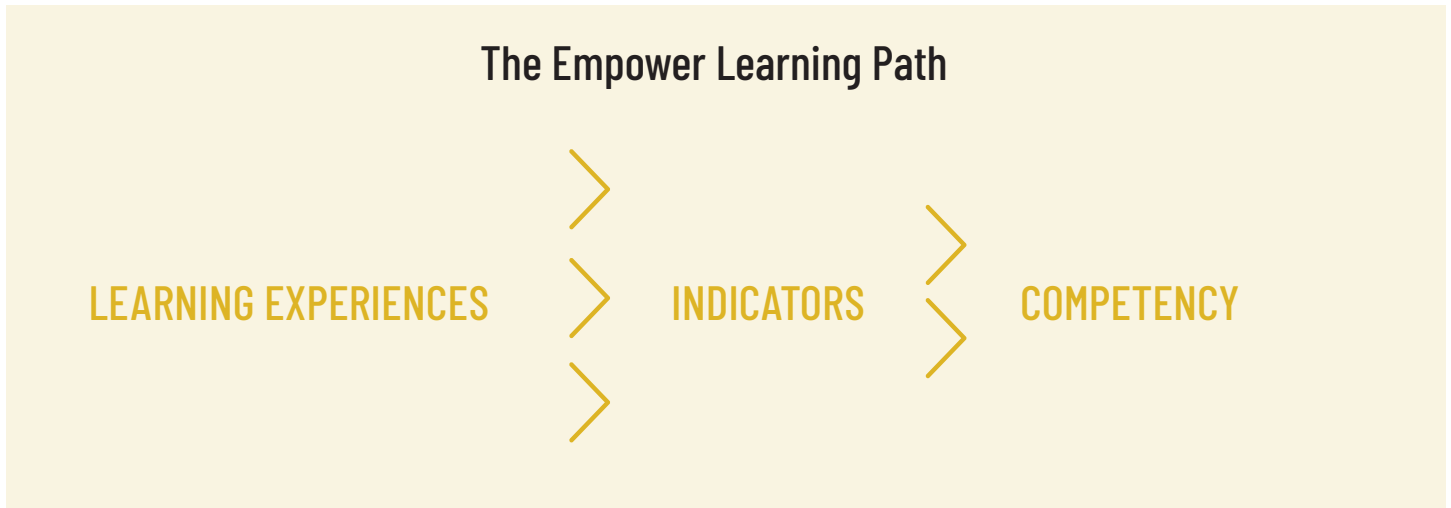 The Empower Learning Path
LEARNING EXPERIENCES
INDICATORS
COMPETENCY